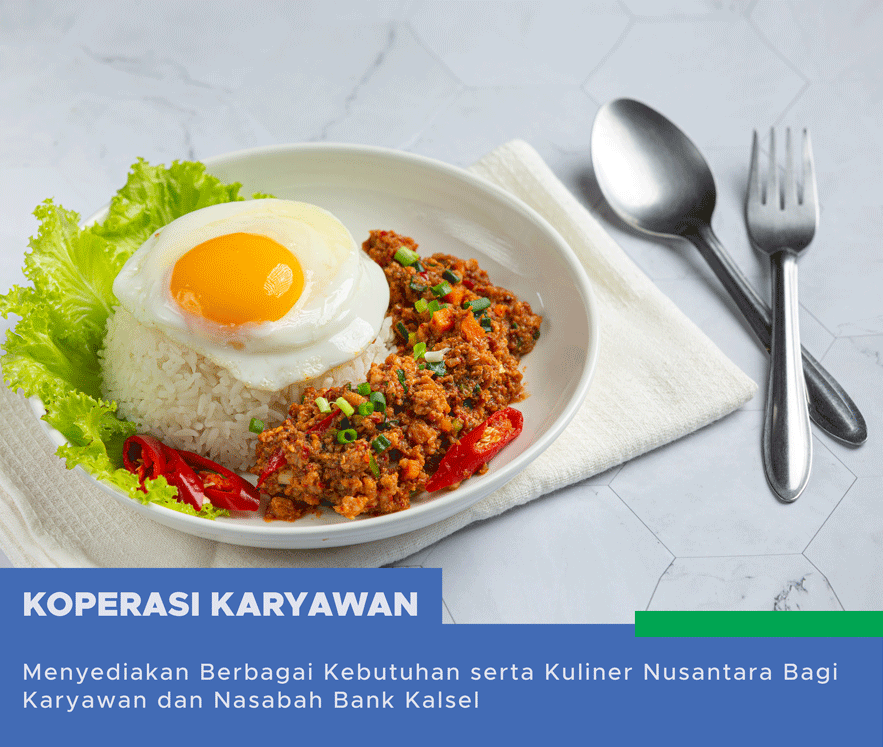 KOPERASI KARYAWAN
Menyediakan Berbagai Kebutuhan serta Kuliner Nusantara Bagi
Karyawan dan Nasabah Bank Kalsel